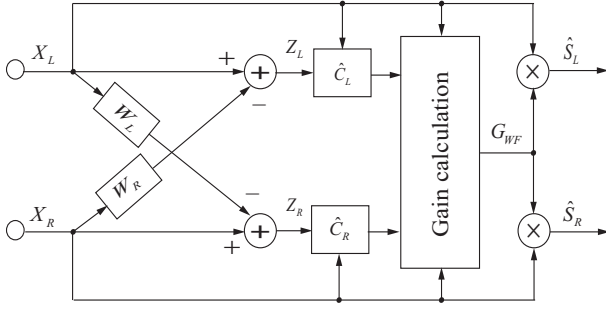 X_L
+
+
−
Z_L
Ĉ_L
Ŝ_L
×
W_L
W_R
Gain calculation
G_WF
X_R
−
+
+
Z_R
Ĉ_R
Ŝ_R
×